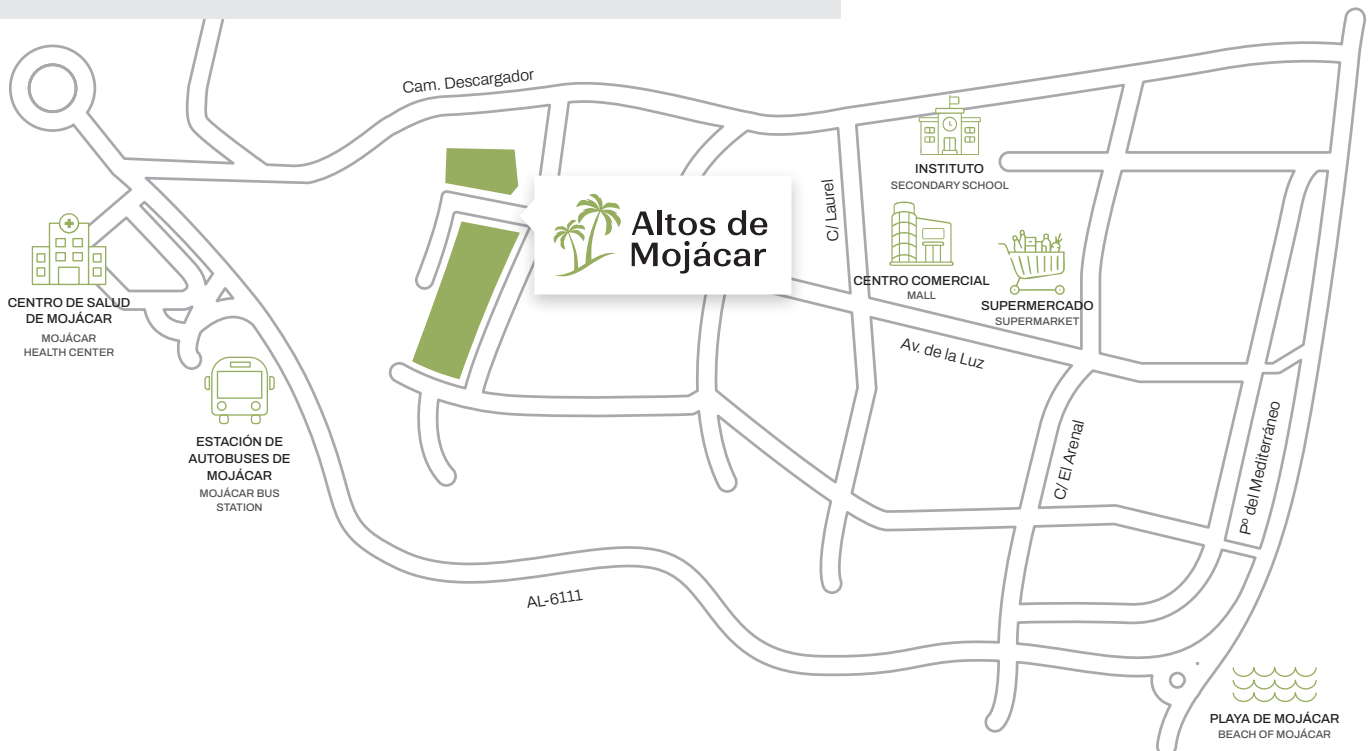 Cam. Descargador
INSTITUTO
SECONDARY SCHOOL
Altos de
Mojácar
C/ Laurel
CENTRO COMERCIAL
MALL
SUPERMERCADO
SUPERMARKET
CENTRO DE SALUD
DE MOJÁCAR
MOJÁCAR
HEALTH CENTER
Av. de la Luz
ESTACIÓN DE
AUTOBUSES DE
MOJÁCAR
MOJÁCAR BUS
STATION
C/ El Arenal
Pº del Mediterráneo
AL-6111
PLAYA DE MOJÁCAR
BEACH OF MOJÁCAR